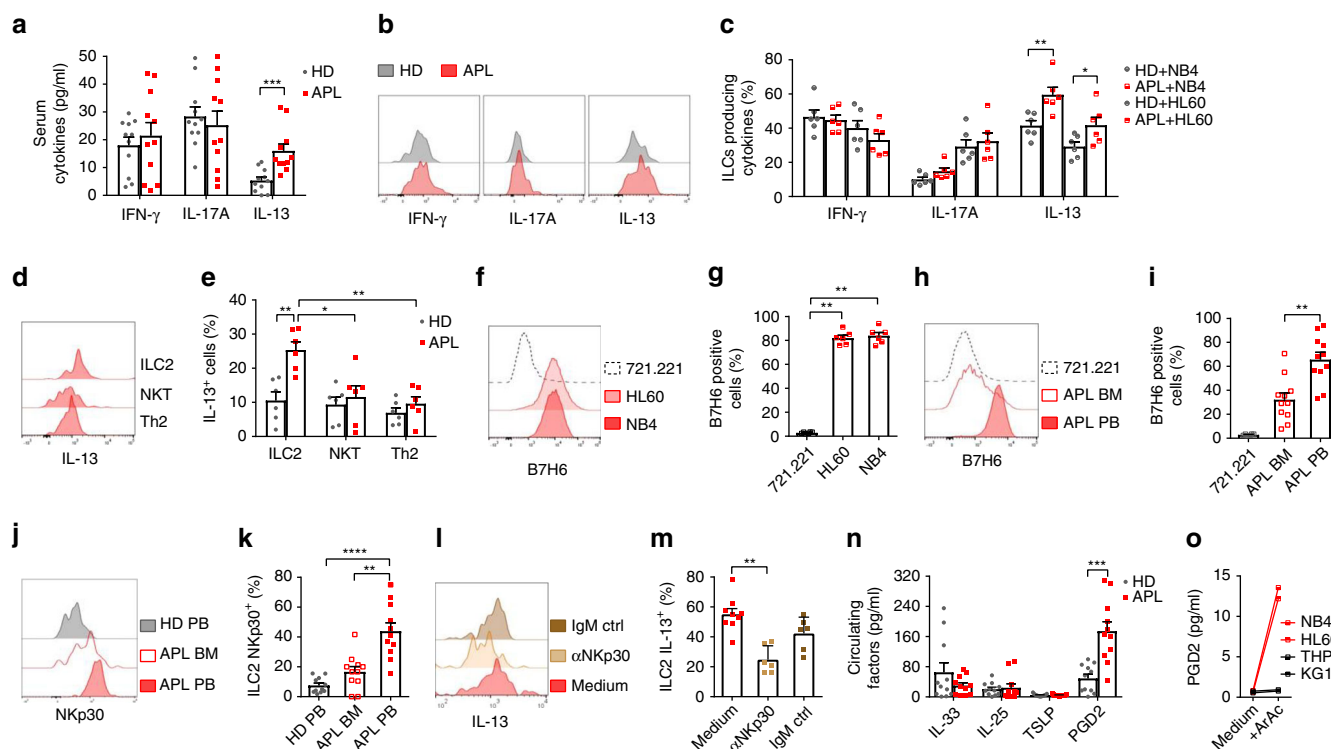 a
Serum
cytokines (pg/ml)
50
40
30
20
10
0
***
HD
APL
IFN-γ
IL-17A
IL-13
b
HD
APL
IFN-γ
IL-17A
IL-13
c
ILCs producing
cytokines (%)
80
60
40
20
0
**
*
HD+NB4
APL+NB4
HD+HL60
APL+HL60
IFN-γ
IL-17A
IL-13
d
ILC2
NKT
Th2
IL-13
e
IL-13+ cells (%)
40
30
20
10
0
**
**
*
HD
APL
ILC2
NKT
Th2
f
721.221
HL60
NB4
B7H6
g
B7H6 positive
cells (%)
100
80
60
40
20
0
**
**
721.221
HL60
NB4
h
721.221
APL BM
APL PB
B7H6
i
B7H6 positive
cells (%)
100
80
60
40
20
0
**
721.221
APL BM
APL PB
j
HD PB
APL BM
APL PB
NKp30
k
ILC2 NKp30+ (%)
80
60
40
20
0
****
**
HD PB
APL BM
APL PB
l
IgM ctrl
αNKp30
Medium
IL-13
m
ILC2 IL-13+ (%)
100
80
60
40
20
0
**
Medium
αNKp30
IgM ctrl
n
Circulating
factors (pg/ml)
320
240
160
80
0
***
HD
APL
IL-33
IL-25
TSLP
PGD2
o
PGD2 (pg/ml)
15
10
5
0
NB4
HL60
THP
KG1
Medium
+ArAc